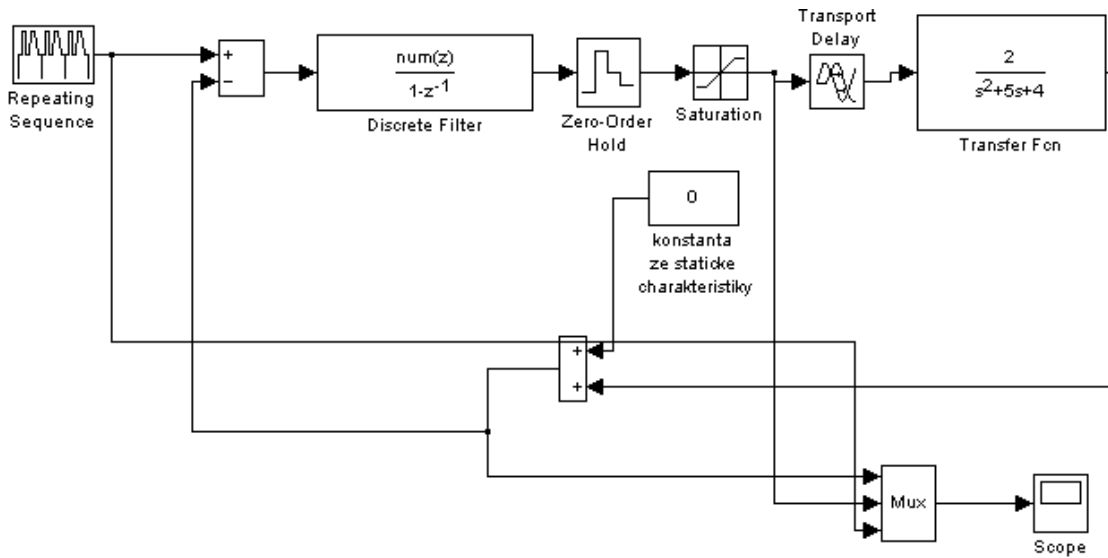 Repeating
Sequence
+
−
num(z)
1-z^-1
Discrete Filter
Zero-Order
Hold
Saturation
Transport
Delay
2
s^2+5s+4
Transfer Fcn
0
konstanta
ze staticke
charakteristiky
+
+
Mux
Scope